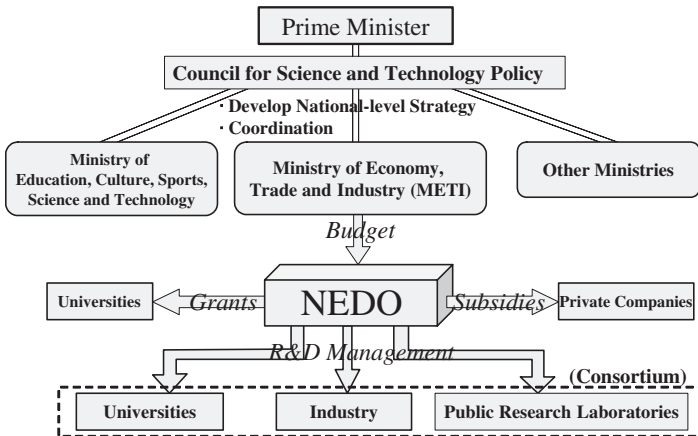 Prime Minister
Council for Science and Technology Policy
· Develop National-level Strategy
· Coordination
Ministry of
Education, Culture, Sports,
Science and Technology
Ministry of Economy,
Trade and Industry (METI)
Other Ministries
Budget
Universities
Grants
NEDO
Subsidies
Private Companies
R&D Management
(Consortium)
Universities
Industry
Public Research Laboratories